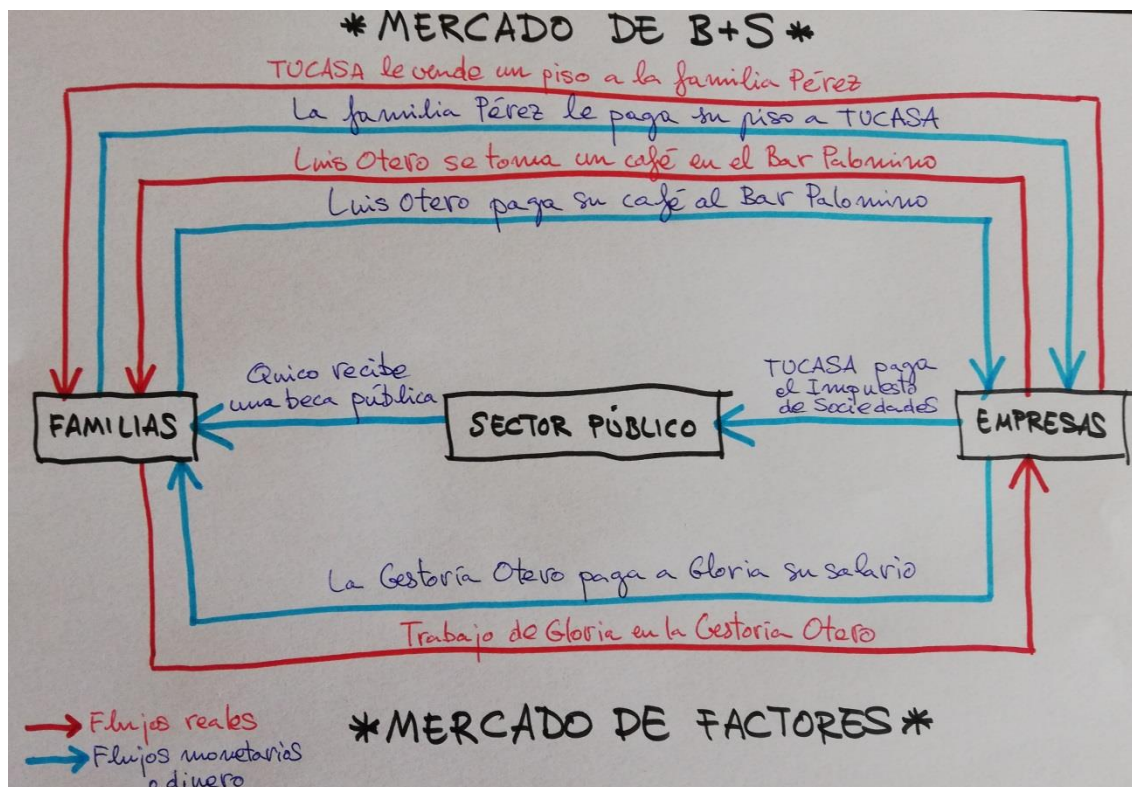 *MERCADO DE B+S*
TUCASA le vende un piso a la familia Pérez
La familia Pérez le paga su piso a TUCASA
Luis Otero se toma un café en el Bar Palomino
Luis Otero paga su café al Bar Palomino
Quico recibe
una beca pública
TUCASA paga
el Impuesto
de Sociedades
FAMILIAS
SECTOR PÚBLICO
EMPRESAS
La Gestoría Otero paga a Gloria su salario
Trabajo de Gloria en la Gestoría Otero
Flujos reales
*MERCADO DE FACTORES*
Flujos monetarios
o dinero